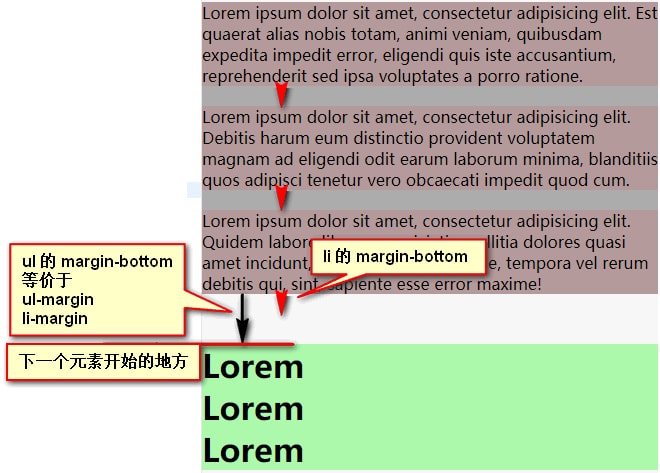 Lorem ipsum dolor sit amet, consectetur adipisicing elit. Est
quaerat alias nobis totam, animi veniam, quibusdam
expedita impedit error, eligendi quis iste accusantium,
reprehenderit sed ipsa voluptates a porro ratione.
Lorem ipsum dolor sit amet, consectetur adipisicing elit.
Debitis harum eum distinctio provident voluptatem
magnam ad eligendi odit earum laborum minima, blanditiis
quos adipisci tenetur vero obcaecati impedit quod cum.
Lorem ipsum dolor sit amet, consectetur adipisicing elit.
Quidem labore llitia dolores quasi
amet incidunt, e, tempora vel rerum
debitis qui, sint, sapiente esse error maxime!
ul 的 margin-bottom
等价于
ul-margin
li-margin
li 的 margin-bottom
下一个元素开始的地方
Lorem
Lorem
Lorem